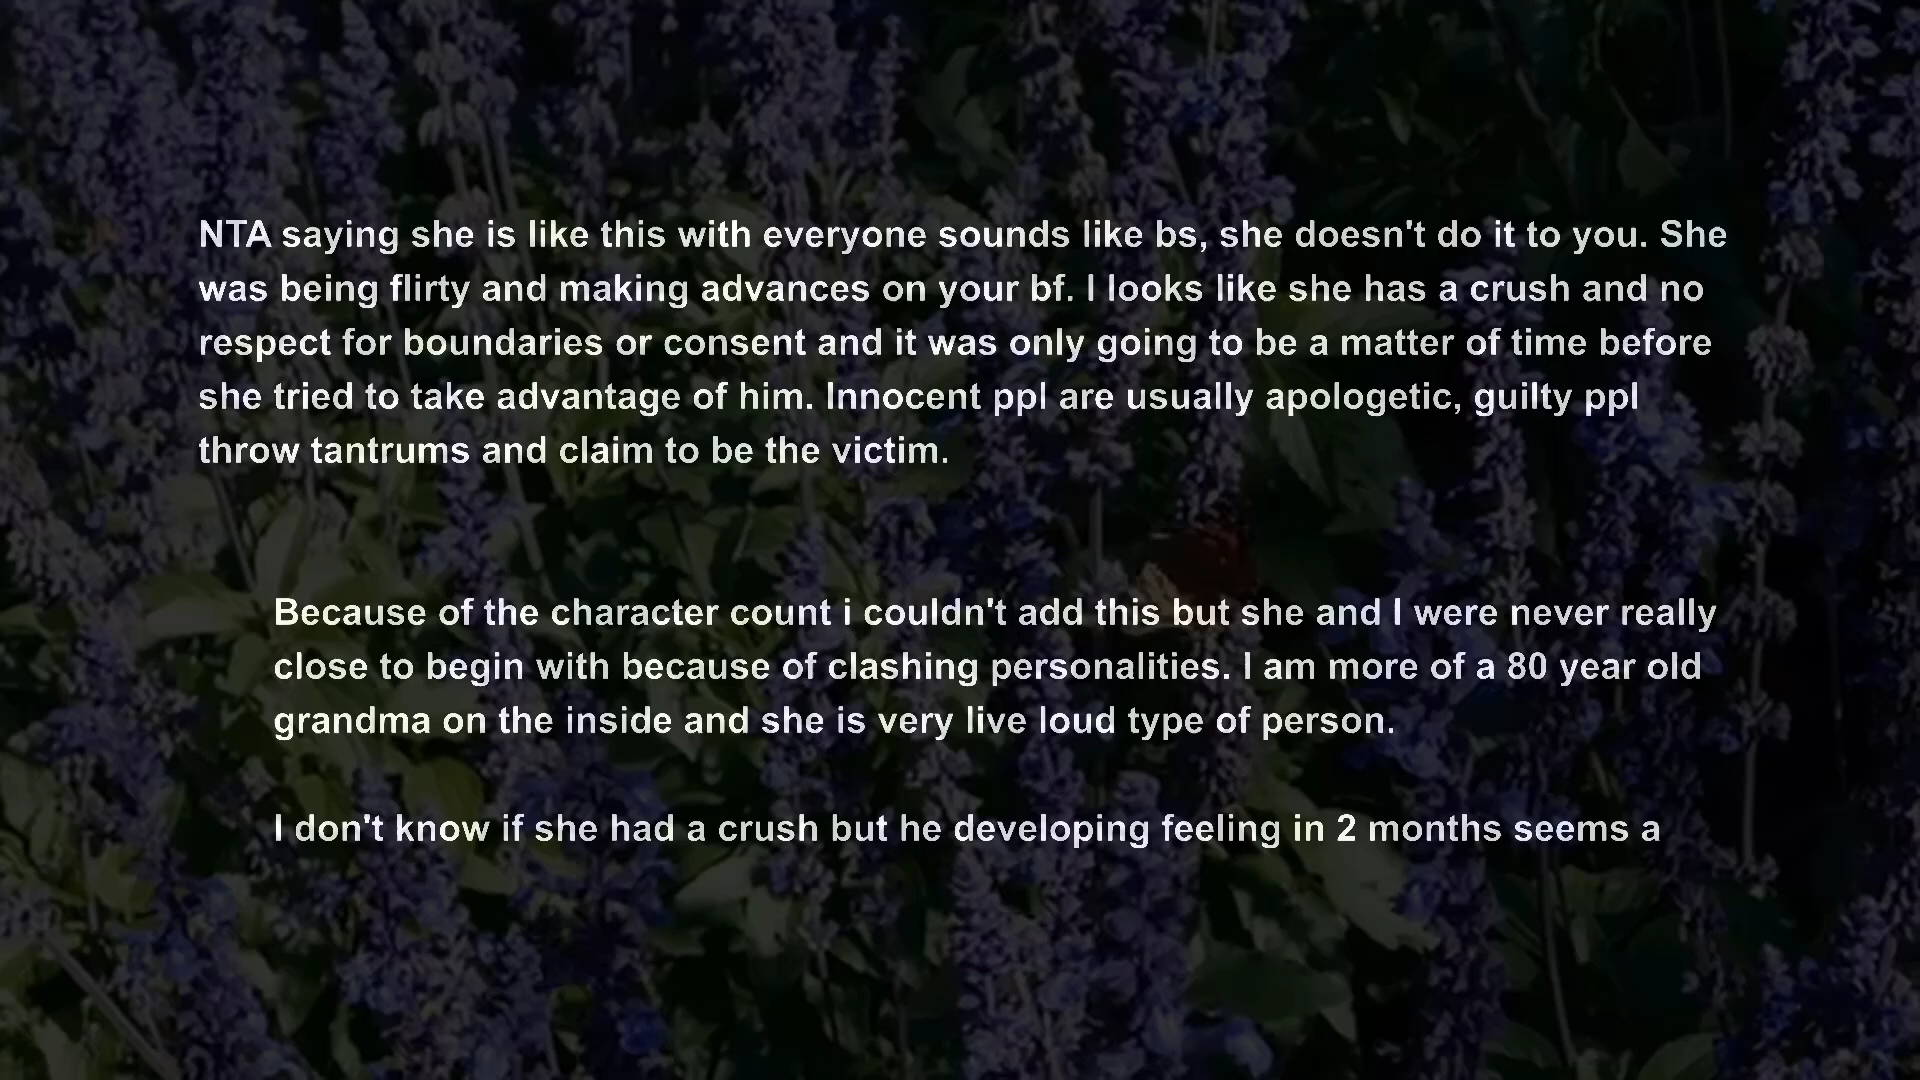 NTA saying she is like this with everyone sounds like bs, she doesn't do it to you. She
was being flirty and making advances on your bf. I looks like she has a crush and no
respect for boundaries or consent and it was only going to be a matter of time before
she tried to take advantage of him. Innocent ppl are usually apologetic, guilty ppl
throw tantrums and claim to be the victim.
Because of the character count i couldn't add this but she and I were never really
close to begin with because of clashing personalities. I am more of a 80 year old
grandma on the inside and she is very live loud type of person.
I don't know if she had a crush but he developing feeling in 2 months seems a